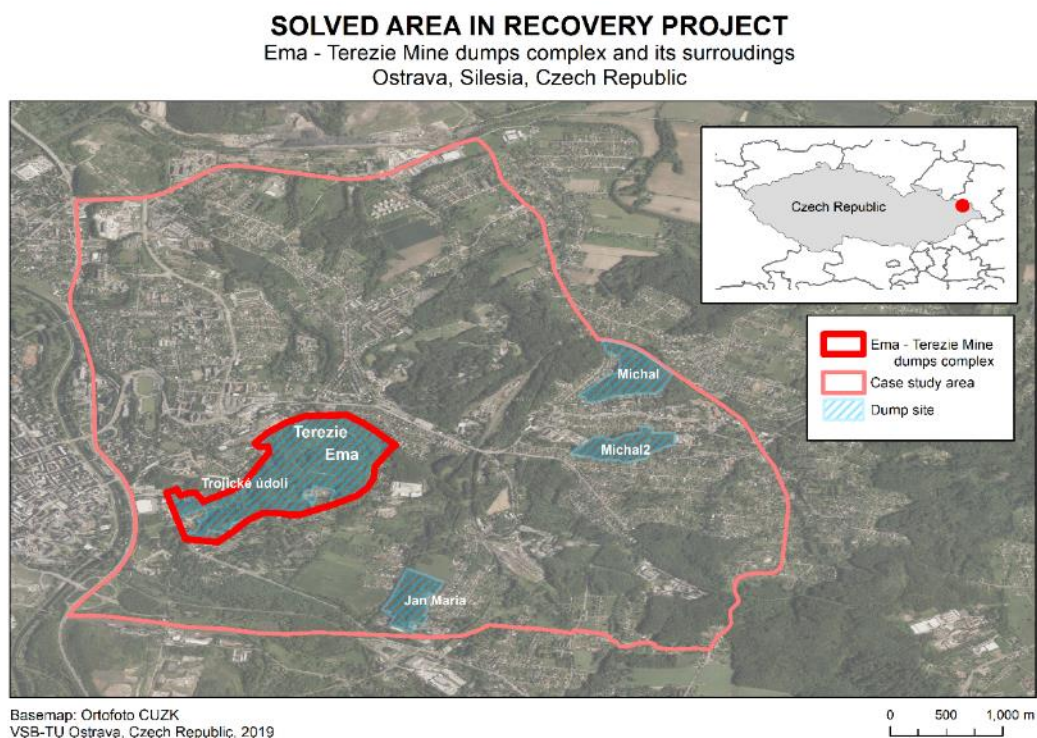 SOLVED AREA IN RECOVERY PROJECT
Ema - Terezie Mine dumps complex and its surroudings
Ostrava, Silesia, Czech Republic
Czech Republic
Ema - Terezie Mine
dumps complex
Case study area
Dump site
Michal
Michal2
Terezie
Ema
Trojické údoli
Jan Maria
Basemap: Ortofoto CUZK
VSB-TU Ostrava, Czech Republic, 2019
0 500 1,000 m